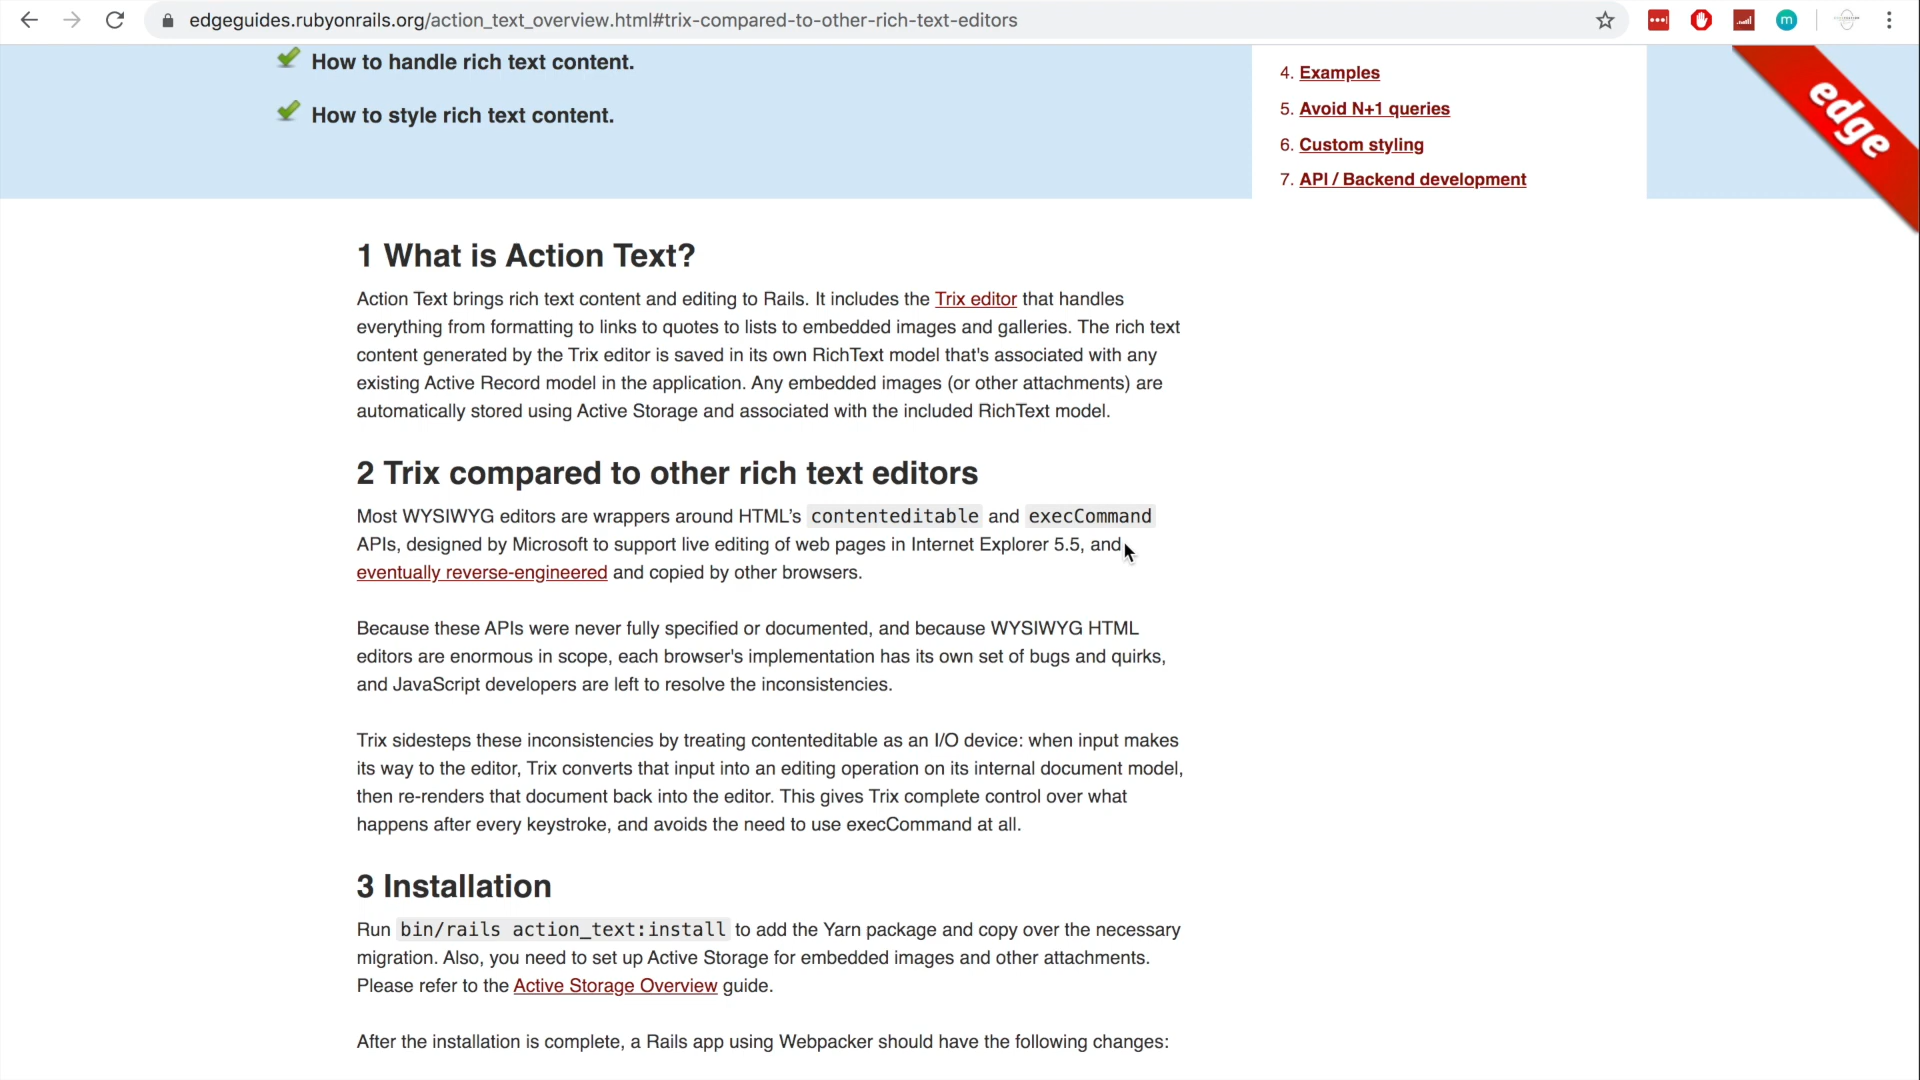 edgeguides.rubyonrails.org/action_text_overview.html#trix-compared-to-other-rich-text-editors
m
How to handle rich text content.
How to style rich text content.
4. Examples
5. Avoid N+1 queries
6. Custom styling
7. API / Backend development
edge
1 What is Action Text?
Action Text brings rich text content and editing to Rails. It includes the Trix editor that handles
everything from formatting to links to quotes to lists to embedded images and galleries. The rich text
content generated by the Trix editor is saved in its own RichText model that's associated with any
existing Active Record model in the application. Any embedded images (or other attachments) are
automatically stored using Active Storage and associated with the included RichText model.
2 Trix compared to other rich text editors
Most WYSIWYG editors are wrappers around HTML’s contenteditable and execCommand
APIs, designed by Microsoft to support live editing of web pages in Internet Explorer 5.5, and
eventually reverse-engineered and copied by other browsers.
Because these APIs were never fully specified or documented, and because WYSIWYG HTML
editors are enormous in scope, each browser's implementation has its own set of bugs and quirks,
and JavaScript developers are left to resolve the inconsistencies.
Trix sidesteps these inconsistencies by treating contenteditable as an I/O device: when input makes
its way to the editor, Trix converts that input into an editing operation on its internal document model,
then re-renders that document back into the editor. This gives Trix complete control over what
happens after every keystroke, and avoids the need to use execCommand at all.
3 Installation
Run bin/rails action_text:install to add the Yarn package and copy over the necessary
migration. Also, you need to set up Active Storage for embedded images and other attachments.
Please refer to the Active Storage Overview guide.
After the installation is complete, a Rails app using Webpacker should have the following changes: